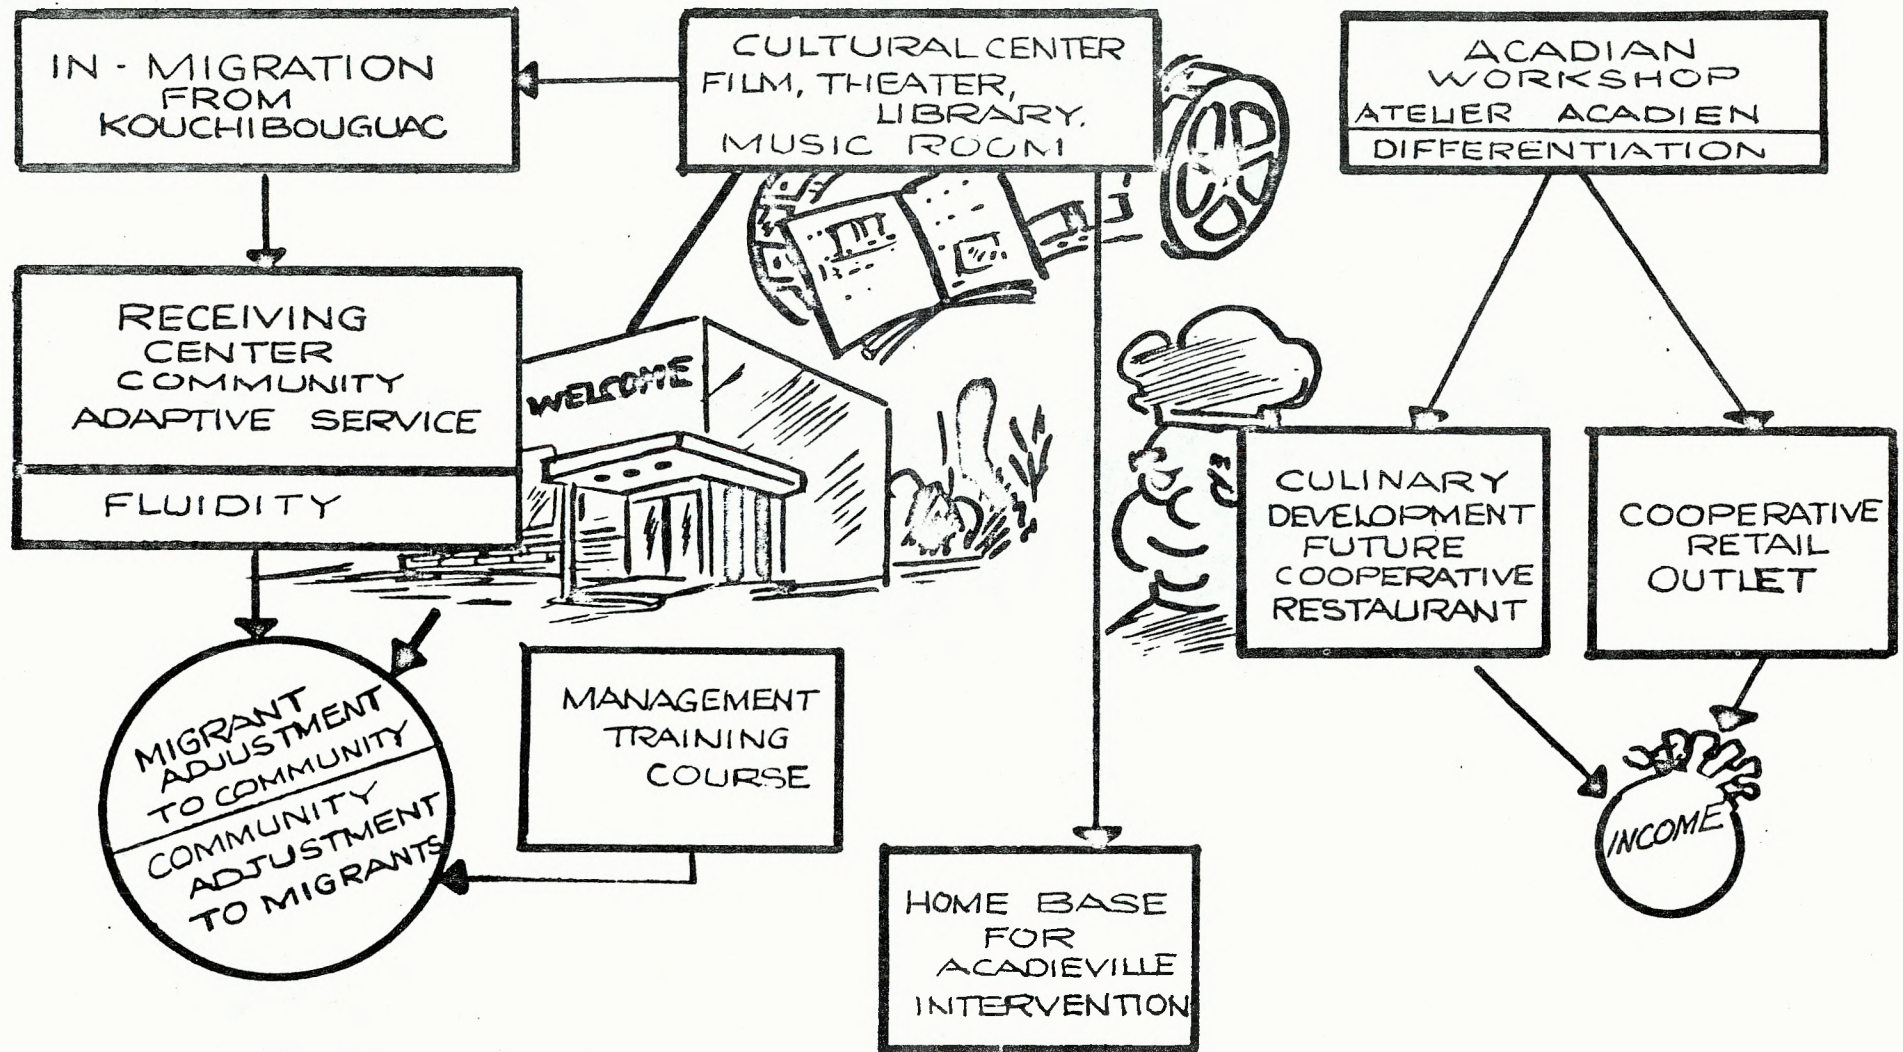 IN - MIGRATION
FROM
KOUCHIBOUGUAC
CULTURAL CENTER
FILM, THEATER,
LIBRARY.
MUSIC ROOM
ACADIAN
WORKSHOP
ATELIER ACADIEN
DIFFERENTIATION
RECEIVING
CENTER
COMMUNITY
ADAPTIVE SERVICE
FLUIDITY
WELCOME
CULINARY
DEVELOPMENT
FUTURE
COOPERATIVE
RESTAURANT
COOPERATIVE
RETAIL
OUTLET
MIGRANT
ADJUSTMENT
TO COMMUNITY
COMMUNITY
ADJUSTMENT
TO MIGRANTS
MANAGEMENT
TRAINING
COURSE
INCOME
HOME BASE
FOR
ACADIEVILLE
INTERVENTION